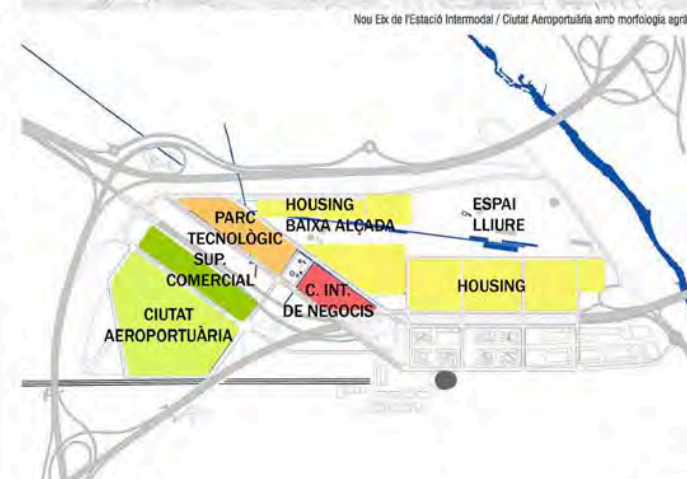 Nou Eix de l'Estació Intermodal / Ciutat Aeroportuària amb morfologia agrà
HOUSING
BAIXA ALÇADA
ESPAI
LLIURE
PARC
TECNOLÒGIC
SUP.
COMERCIAL
C. INT.
DE NEGOCIS
HOUSING
CIUTAT
AEROPORTUÀRIA